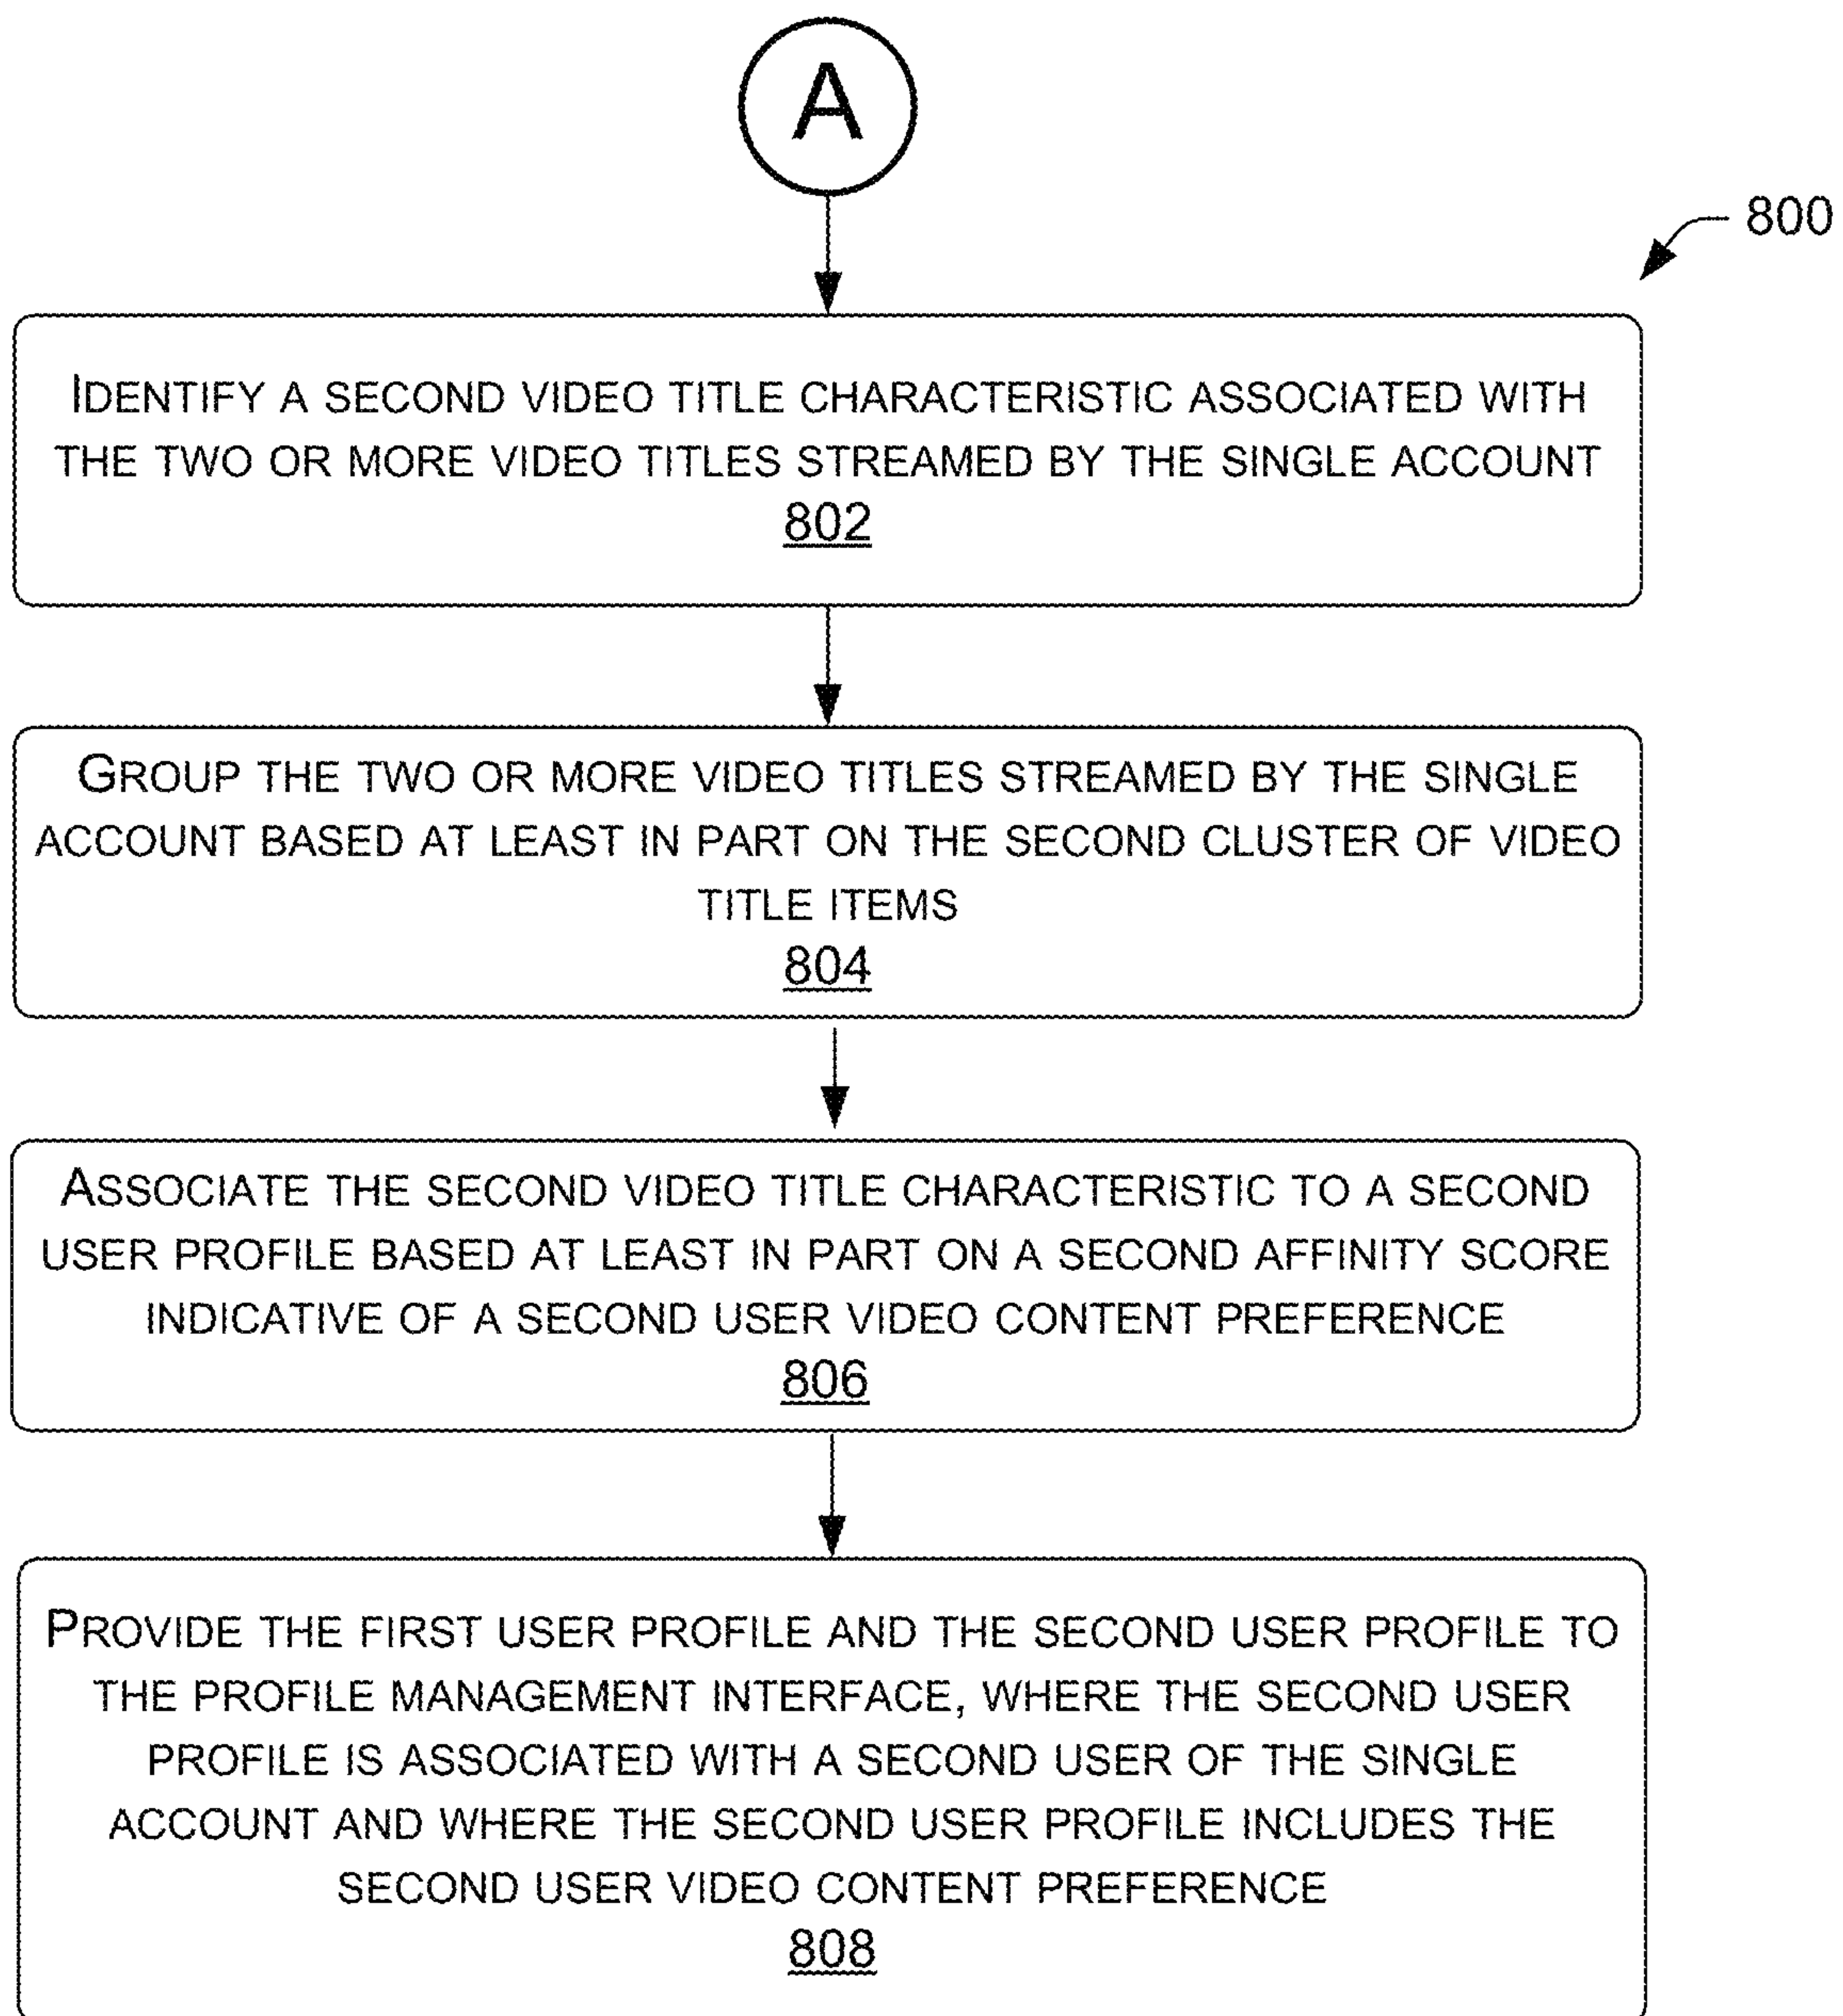 A
800
IDENTIFY A SECOND VIDEO TITLE CHARACTERISTIC ASSOCIATED WITH
THE TWO OR MORE VIDEO TITLES STREAMED BY THE SINGLE ACCOUNT
802
GROUP THE TWO OR MORE VIDEO TITLES STREAMED BY THE SINGLE
ACCOUNT BASED AT LEAST IN PART ON THE SECOND CLUSTER OF VIDEO
TITLE ITEMS
804
ASSOCIATE THE SECOND VIDEO TITLE CHARACTERISTIC TO A SECOND
USER PROFILE BASED AT LEAST IN PART ON A SECOND AFFINITY SCORE
INDICATIVE OF A SECOND USER VIDEO CONTENT PREFERENCE
806
PROVIDE THE FIRST USER PROFILE AND THE SECOND USER PROFILE TO
THE PROFILE MANAGEMENT INTERFACE, WHERE THE SECOND USER
PROFILE IS ASSOCIATED WITH A SECOND USER OF THE SINGLE
ACCOUNT AND WHERE THE SECOND USER PROFILE INCLUDES THE
SECOND USER VIDEO CONTENT PREFERENCE
808